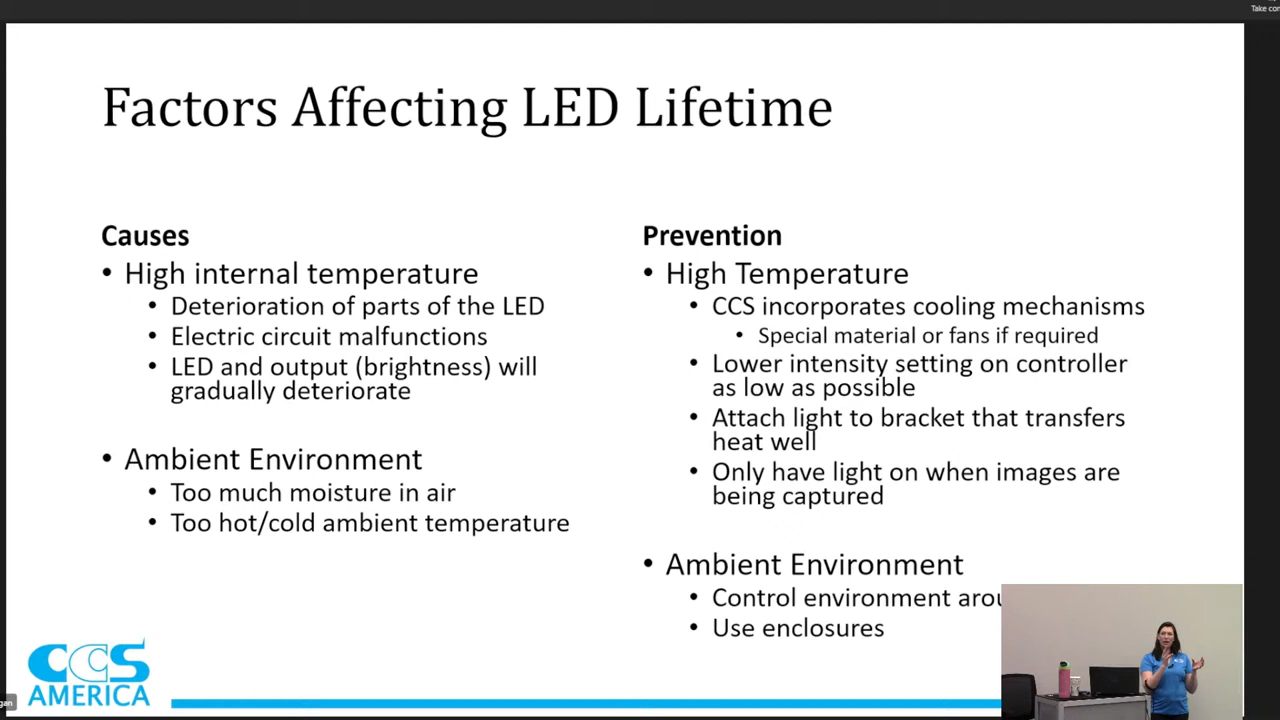 Take
Factors Affecting LED Lifetime
Causes
• High internal temperature
• Deterioration of parts of the LED
• Electric circuit malfunctions
• LED and output (brightness) will
gradually deteriorate
• Ambient Environment
• Too much moisture in air
• Too hot/cold ambient temperature
Prevention
• High Temperature
• CCS incorporates cooling mechanisms
• Special material or fans if required
• Lower intensity setting on controller
as low as possible
• Attach light to bracket that transfers
heat well
• Only have light on when images are
being captured
• Ambient Environment
• Control environment
• Use enclosures
CCS
AMERICA